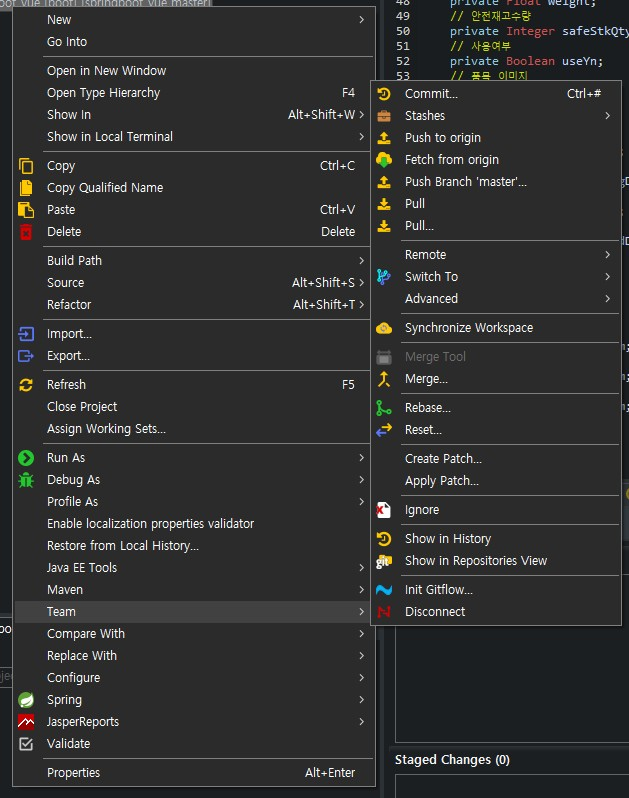 boot_vue [boot] [springboot_vue master]
New
Go Into
Open in New Window
Open Type Hierarchy F4
Show In Alt+Shift+W
Show in Local Terminal
Copy Ctrl+C
Copy Qualified Name
Paste Ctrl+V
Delete Delete
Build Path
Source Alt+Shift+S
Refactor Alt+Shift+T
Import...
Export...
Refresh F5
Close Project
Assign Working Sets...
Run As
Debug As
Profile As
Enable localization properties validator
Restore from Local History...
Java EE Tools
Maven
Team
Compare With
Replace With
Configure
Spring
JasperReports
Validate
Properties Alt+Enter
48 private Float weight;
49 // 안전재고수량
50 private Integer safeStkQty
51 // 사용여부
52 private Boolean useYn;
53 // 품목 이미지
Commit... Ctrl+#
Stashes
Push to origin
Fetch from origin
Push Branch 'master'...
Pull
Pull...
Remote
Switch To
Advanced
Synchronize Workspace
Merge Tool
Merge...
Rebase...
Reset...
Create Patch...
Apply Patch...
Ignore
Show in History
git Show in Repositories View
Init Gitflow...
Disconnect
Staged Changes (0)